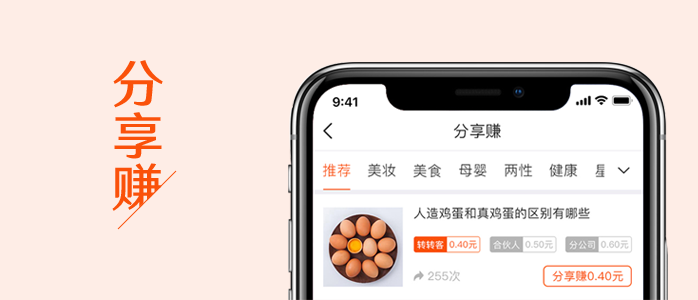 分享赚
9:41
分享赚
推荐 美妆 美食 母婴 两性 健康
人造鸡蛋和真鸡蛋的区别有哪些
转转客 0.40元 合伙人 0.50元 分公司 0.60元
255次 分享赚0.40元